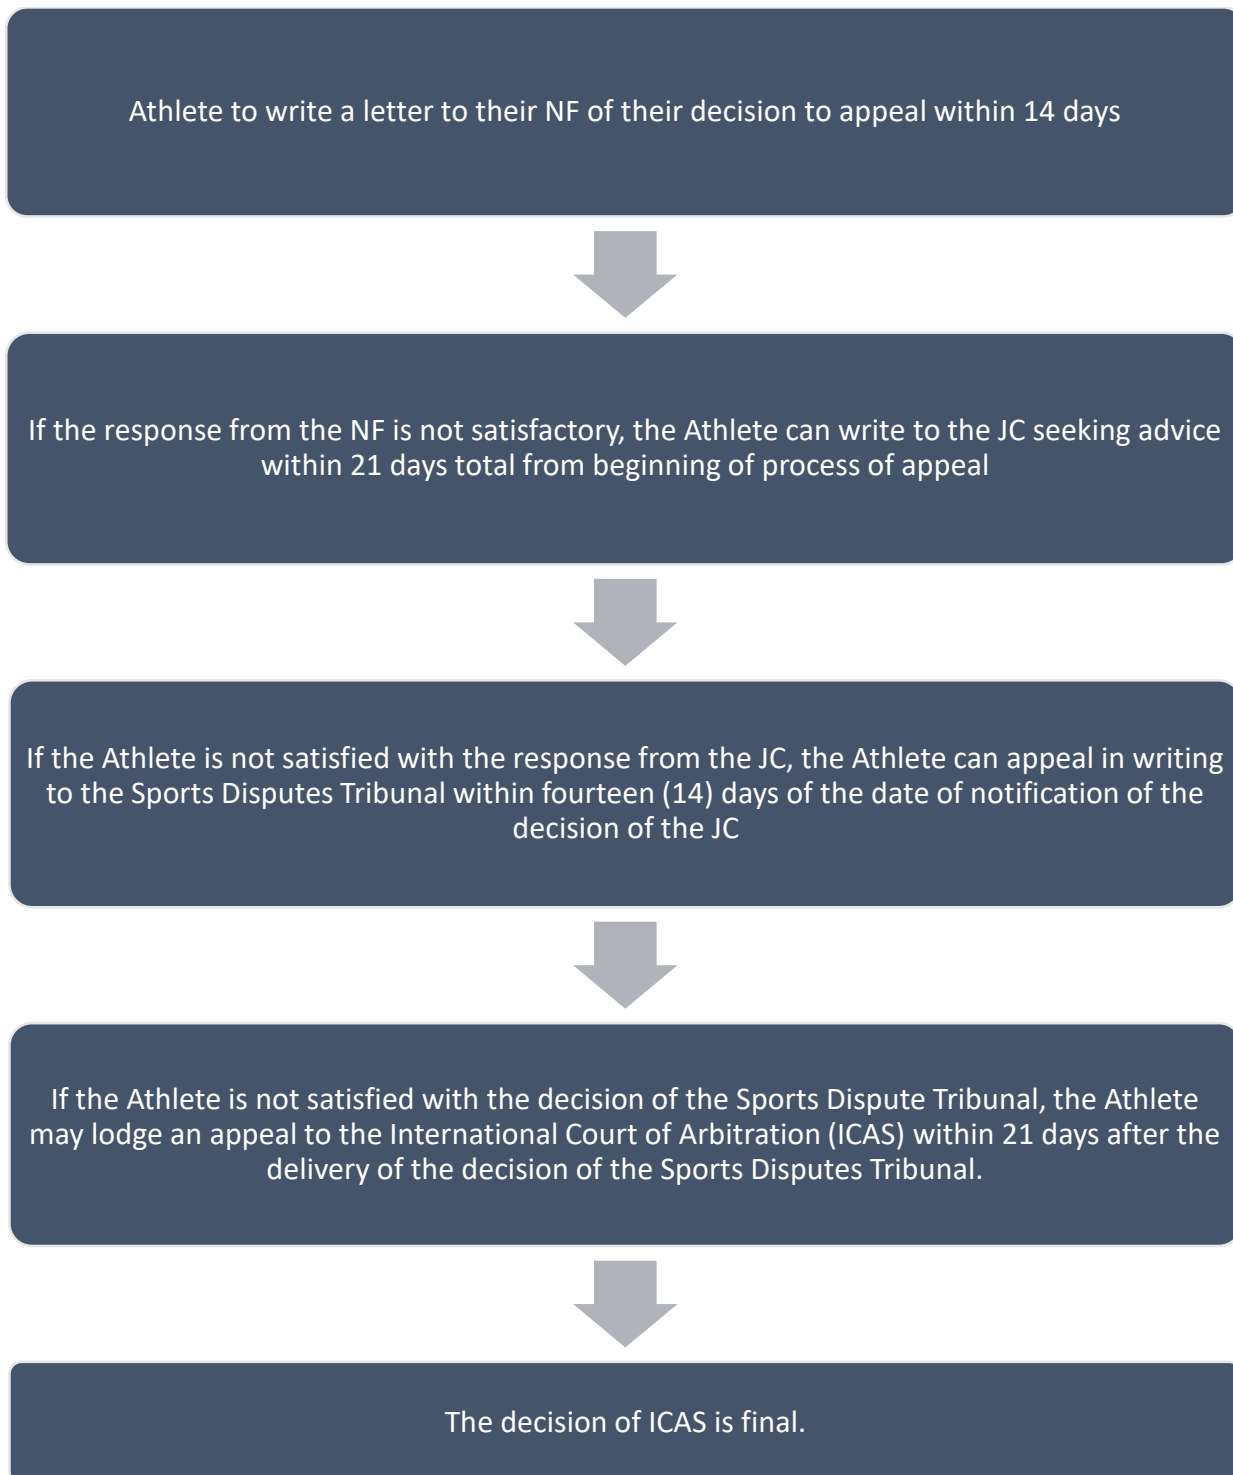 Athlete to write a letter to their NF of their decision to appeal within 14 days
If the response from the NF is not satisfactory, the Athlete can write to the JC seeking advice
within 21 days total from beginning of process of appeal
If the Athlete is not satisfied with the response from the JC, the Athlete can appeal in writing
to the Sports Disputes Tribunal within fourteen (14) days of the date of notification of the
decision of the JC
If the Athlete is not satisfied with the decision of the Sports Dispute Tribunal, the Athlete
may lodge an appeal to the International Court of Arbitration (ICAS) within 21 days after the
delivery of the decision of the Sports Disputes Tribunal.
The decision of ICAS is final.